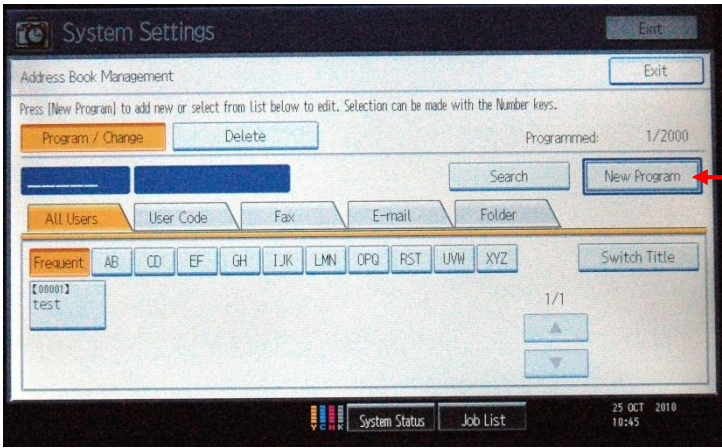 System Settings
Exit
Address Book Management
Exit
Press [New Program] to add new or select from list below to edit. Selection can be made with the Number keys.
Program / Change
Delete
Programmed: 1/2000
_____
Search
New Program
All Users
User Code
Fax
E-mail
Folder
Frequent
AB
CD
EF
GH
IJK
LMN
OPQ
RST
UVW
XYZ
Switch Title
【00001】
test
1/1
Y C M K
System Status
Job List
25 OCT 2010
10:45